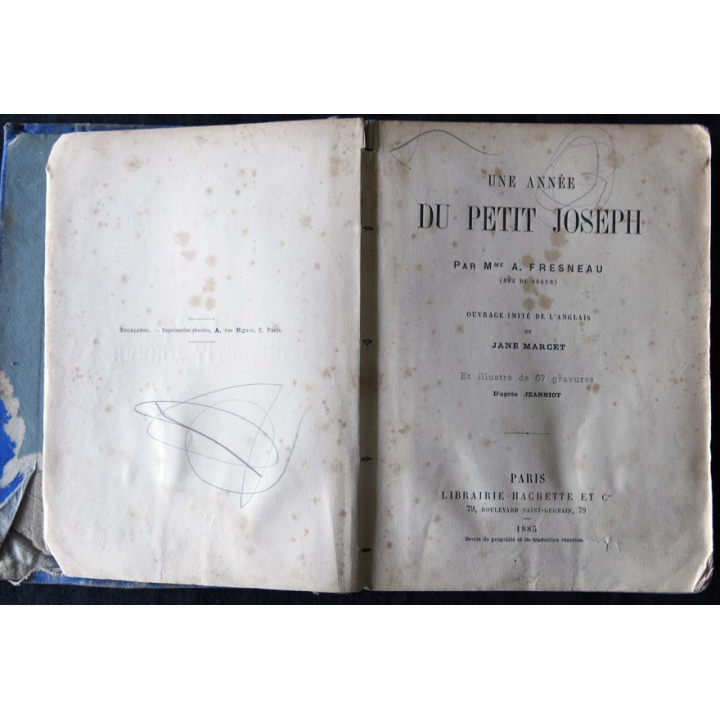 BOURLOTON. — Imprimeries réunies, A, rue Mignon, 2, Paris.
UNE ANNÉE
DU PETIT JOSEPH
PAR MME A. FRESNEAU
(NÉE DE SÉGUR)
OUVRAGE IMITÉ DE L'ANGLAIS
DE
JANE MARCET
Et illustré de 67 gravures
D'après JEANNIOT
PARIS
LIBRAIRIE HACHETTE ET Cie
79, BOULEVARD SAINT-GERMAIN, 79
1885
Droits de propriété et de traduction réservés.